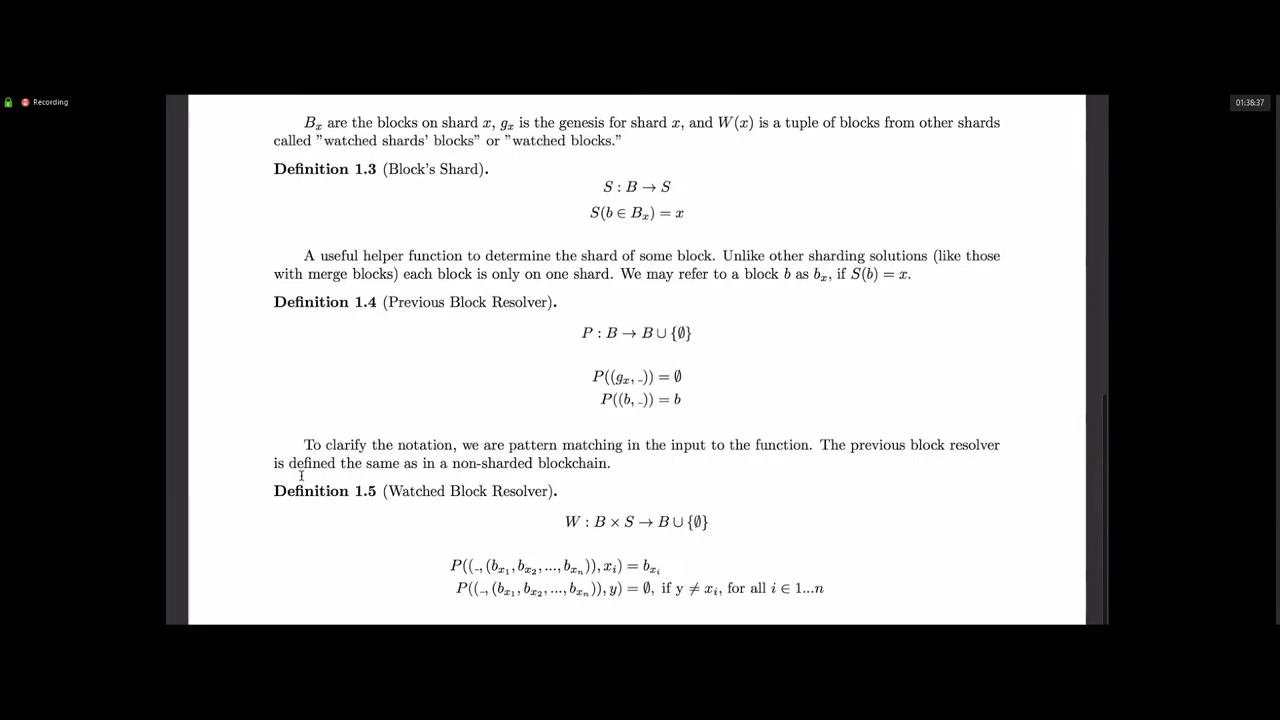 Recording
01:38:37
Bₓ are the blocks on shard x, gₓ is the genesis for shard x, and W(x) is a tuple of blocks from other shards
called ”watched shards’ blocks” or ”watched blocks.”
Definition 1.3 (Block’s Shard).
S : B → S
S(b ∈ Bₓ) = x
A useful helper function to determine the shard of some block. Unlike other sharding solutions (like those
with merge blocks) each block is only on one shard. We may refer to a block b as bₓ, if S(b) = x.
Definition 1.4 (Previous Block Resolver).
P : B → B ∪ {∅}
P((gₓ, _)) = ∅
P((b, _)) = b
To clarify the notation, we are pattern matching in the input to the function. The previous block resolver
is defined the same as in a non-sharded blockchain.
Definition 1.5 (Watched Block Resolver).
W : B × S → B ∪ {∅}
P((_, (b_{x_1}, b_{x_2}, ..., b_{x_n})), x_i) = b_{x_i}
P((_, (b_{x_1}, b_{x_2}, ..., b_{x_n})), y) = ∅, if y ≠ x_i, for all i ∈ 1...n